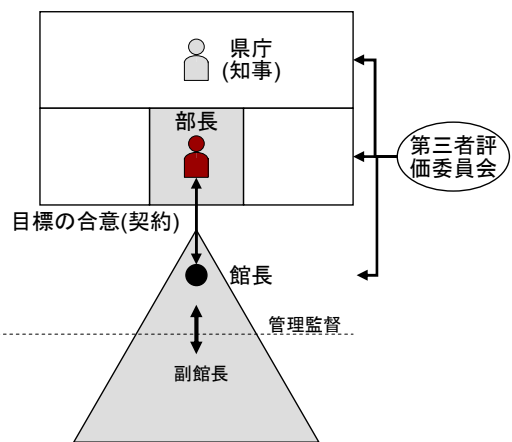 県庁
(知事)
部長
第三者評
価委員会
目標の合意(契約)
館長
管理監督
副館長